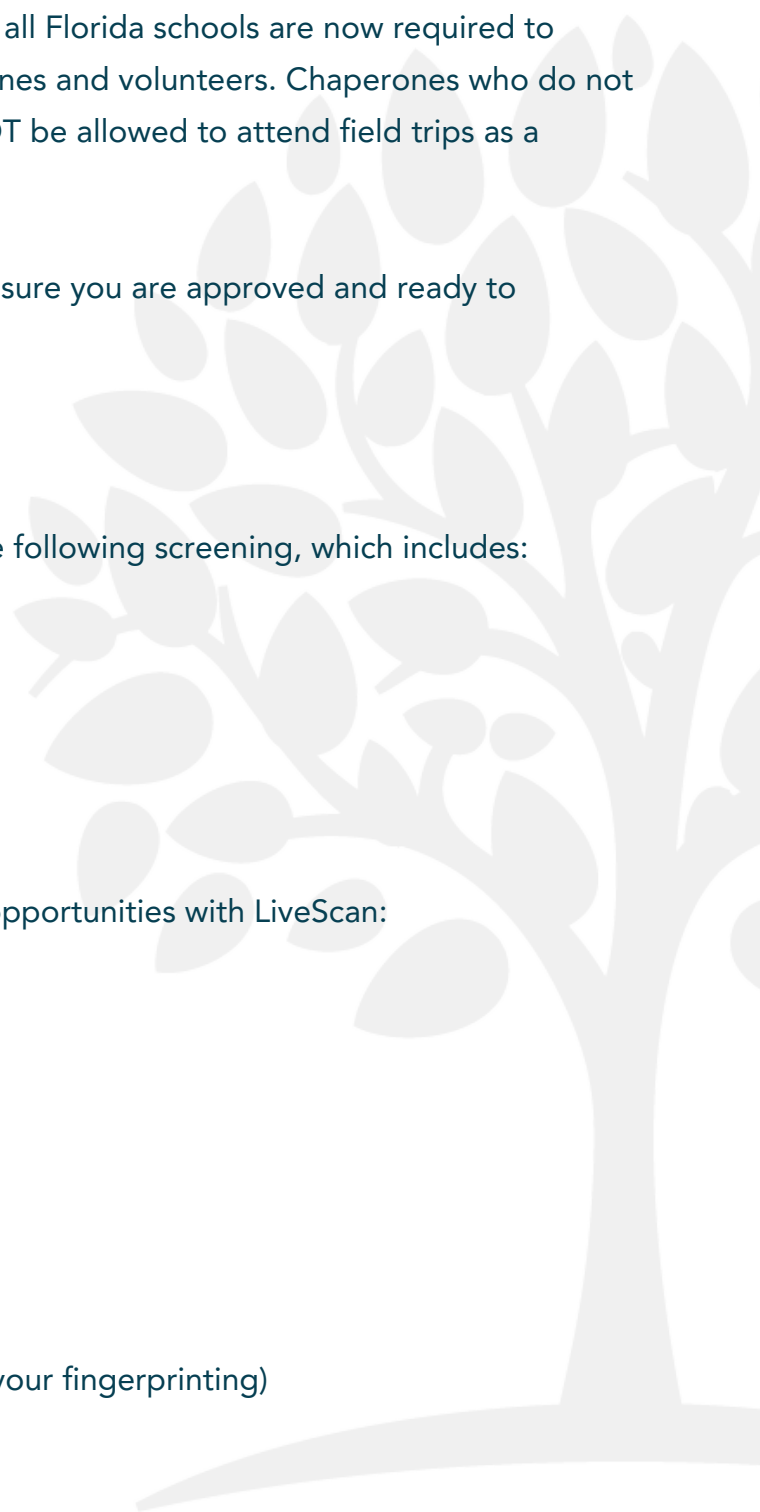 all Florida schools are now required to
nes and volunteers. Chaperones who do not
T be allowed to attend field trips as a
sure you are approved and ready to
following screening, which includes:
pportunities with LiveScan:
your fingerprinting)